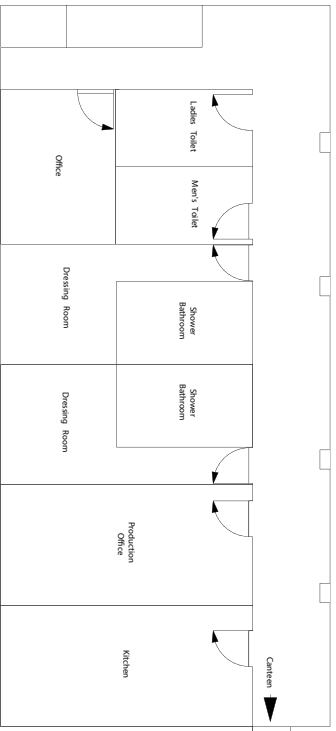 Ladies Toilet
Office
Men's Toilet
Dressing Room
Shower
Bathroom
Dressing Room
Shower
Bathroom
Production
Office
Kitchen
Canteen